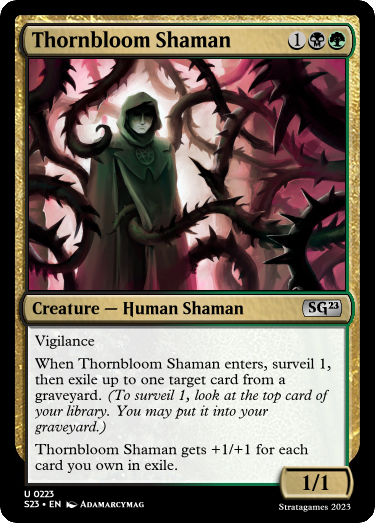 Thornbloom Shaman 1
Creature — Human Shaman SG23
Vigilance
When Thornbloom Shaman enters, surveil 1,
then exile up to one target card from a
graveyard. (To surveil 1, look at the top card of
your library. You may put it into your
graveyard.)
Thornbloom Shaman gets +1/+1 for each
card you own in exile.
1/1
U 0223
S23 • EN ADAMARCYMAG
Stratagames 2023